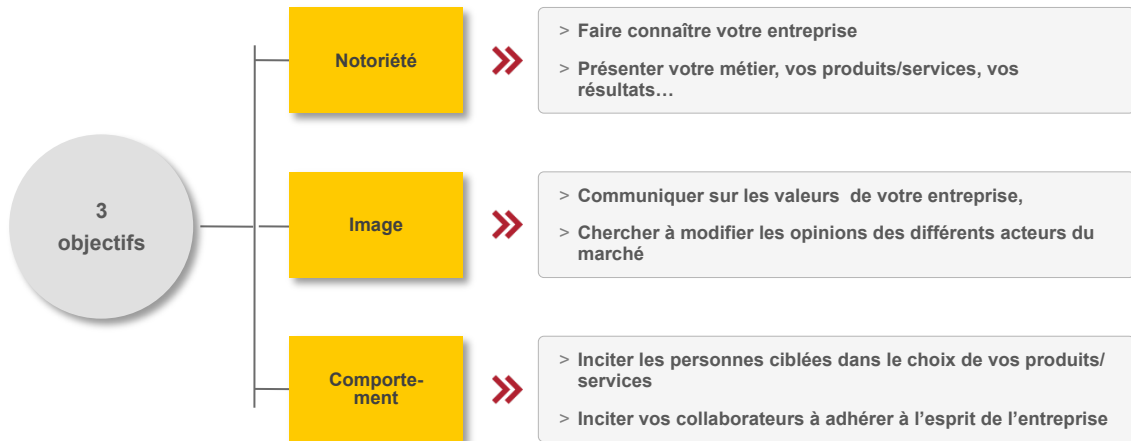 3
objectifs
Notoriété
> Faire connaître votre entreprise
> Présenter votre métier, vos produits/services, vos
résultats…
Image
> Communiquer sur les valeurs  de votre entreprise,
> Chercher à modifier les opinions des différents acteurs du
marché
Comporte-
ment
> Inciter les personnes ciblées dans le choix de vos produits/
services
> Inciter vos collaborateurs à adhérer à l’esprit de l’entreprise